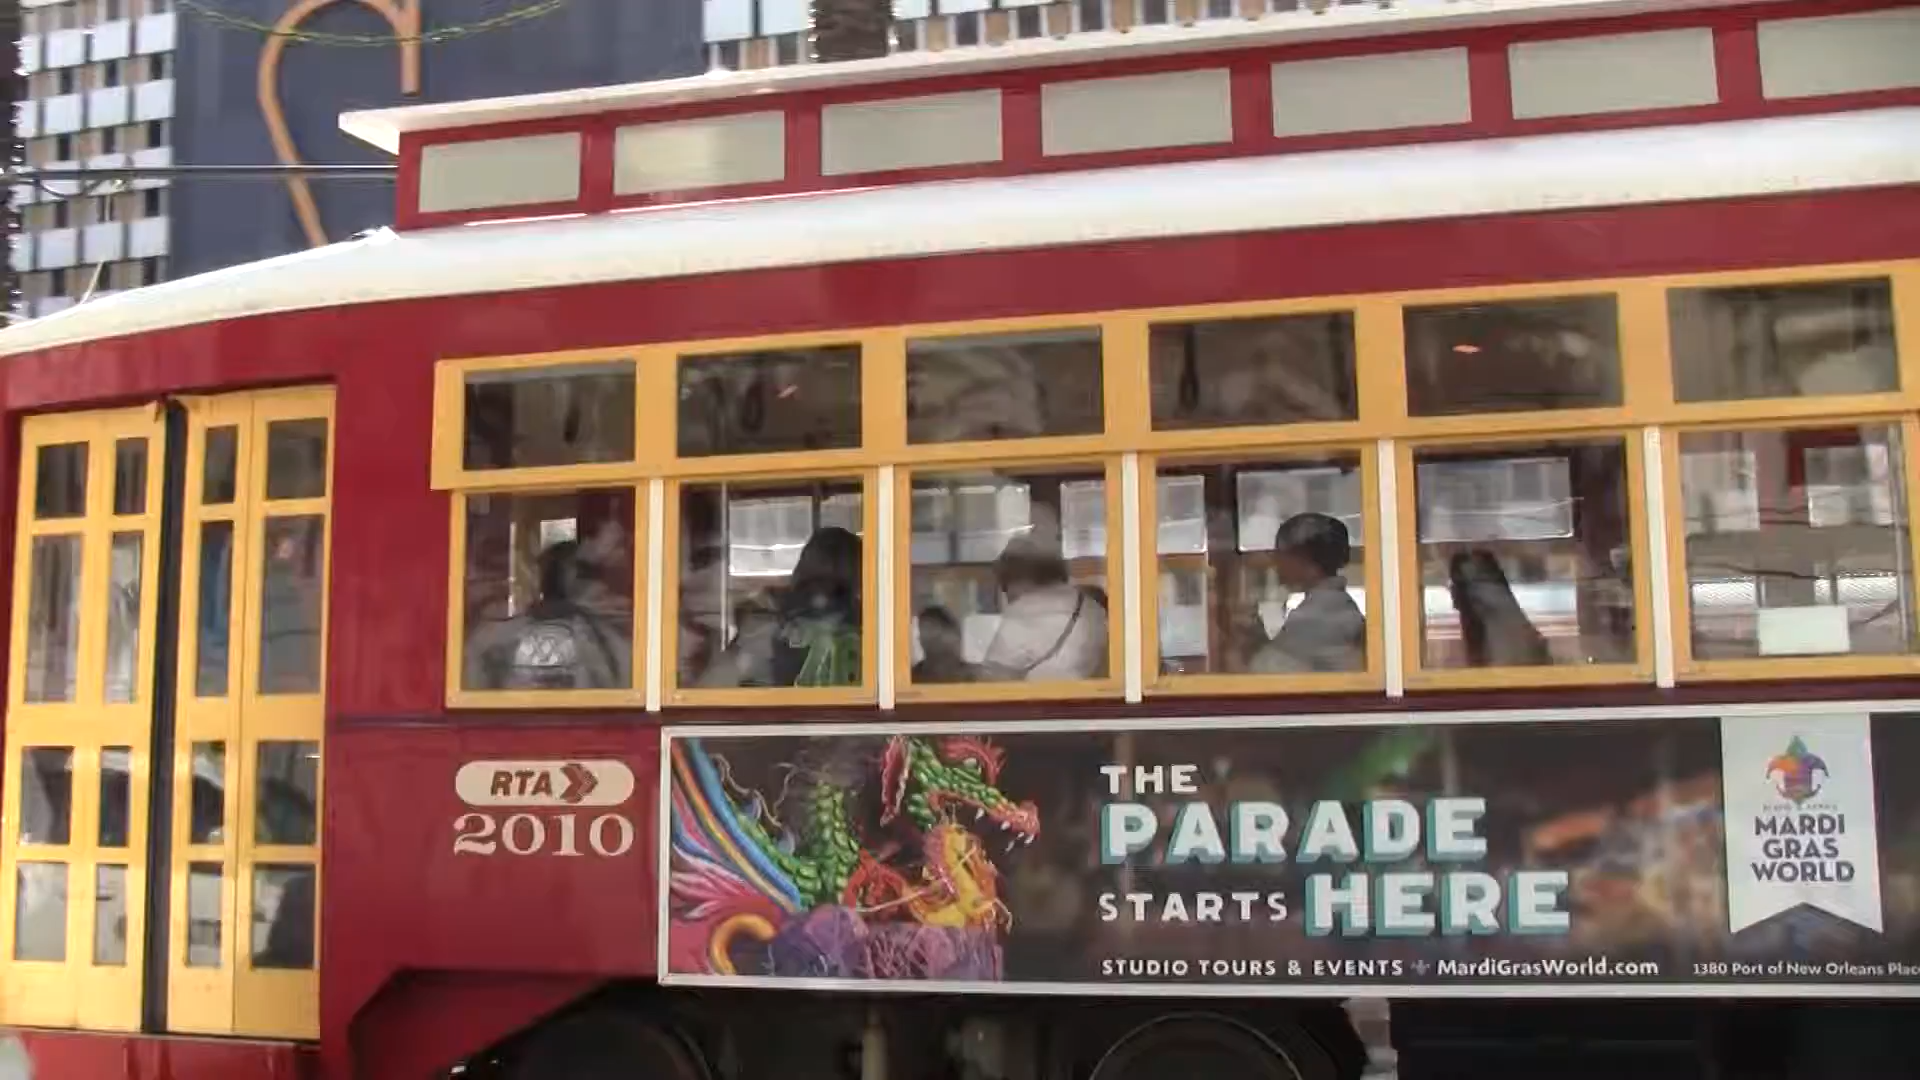 RTA
2010
THE
PARADE
STARTS HERE
STUDIO TOURS & EVENTS MardiGrasWorld.com
1380 Port of New Orleans Place
MARDI
GRAS
WORLD